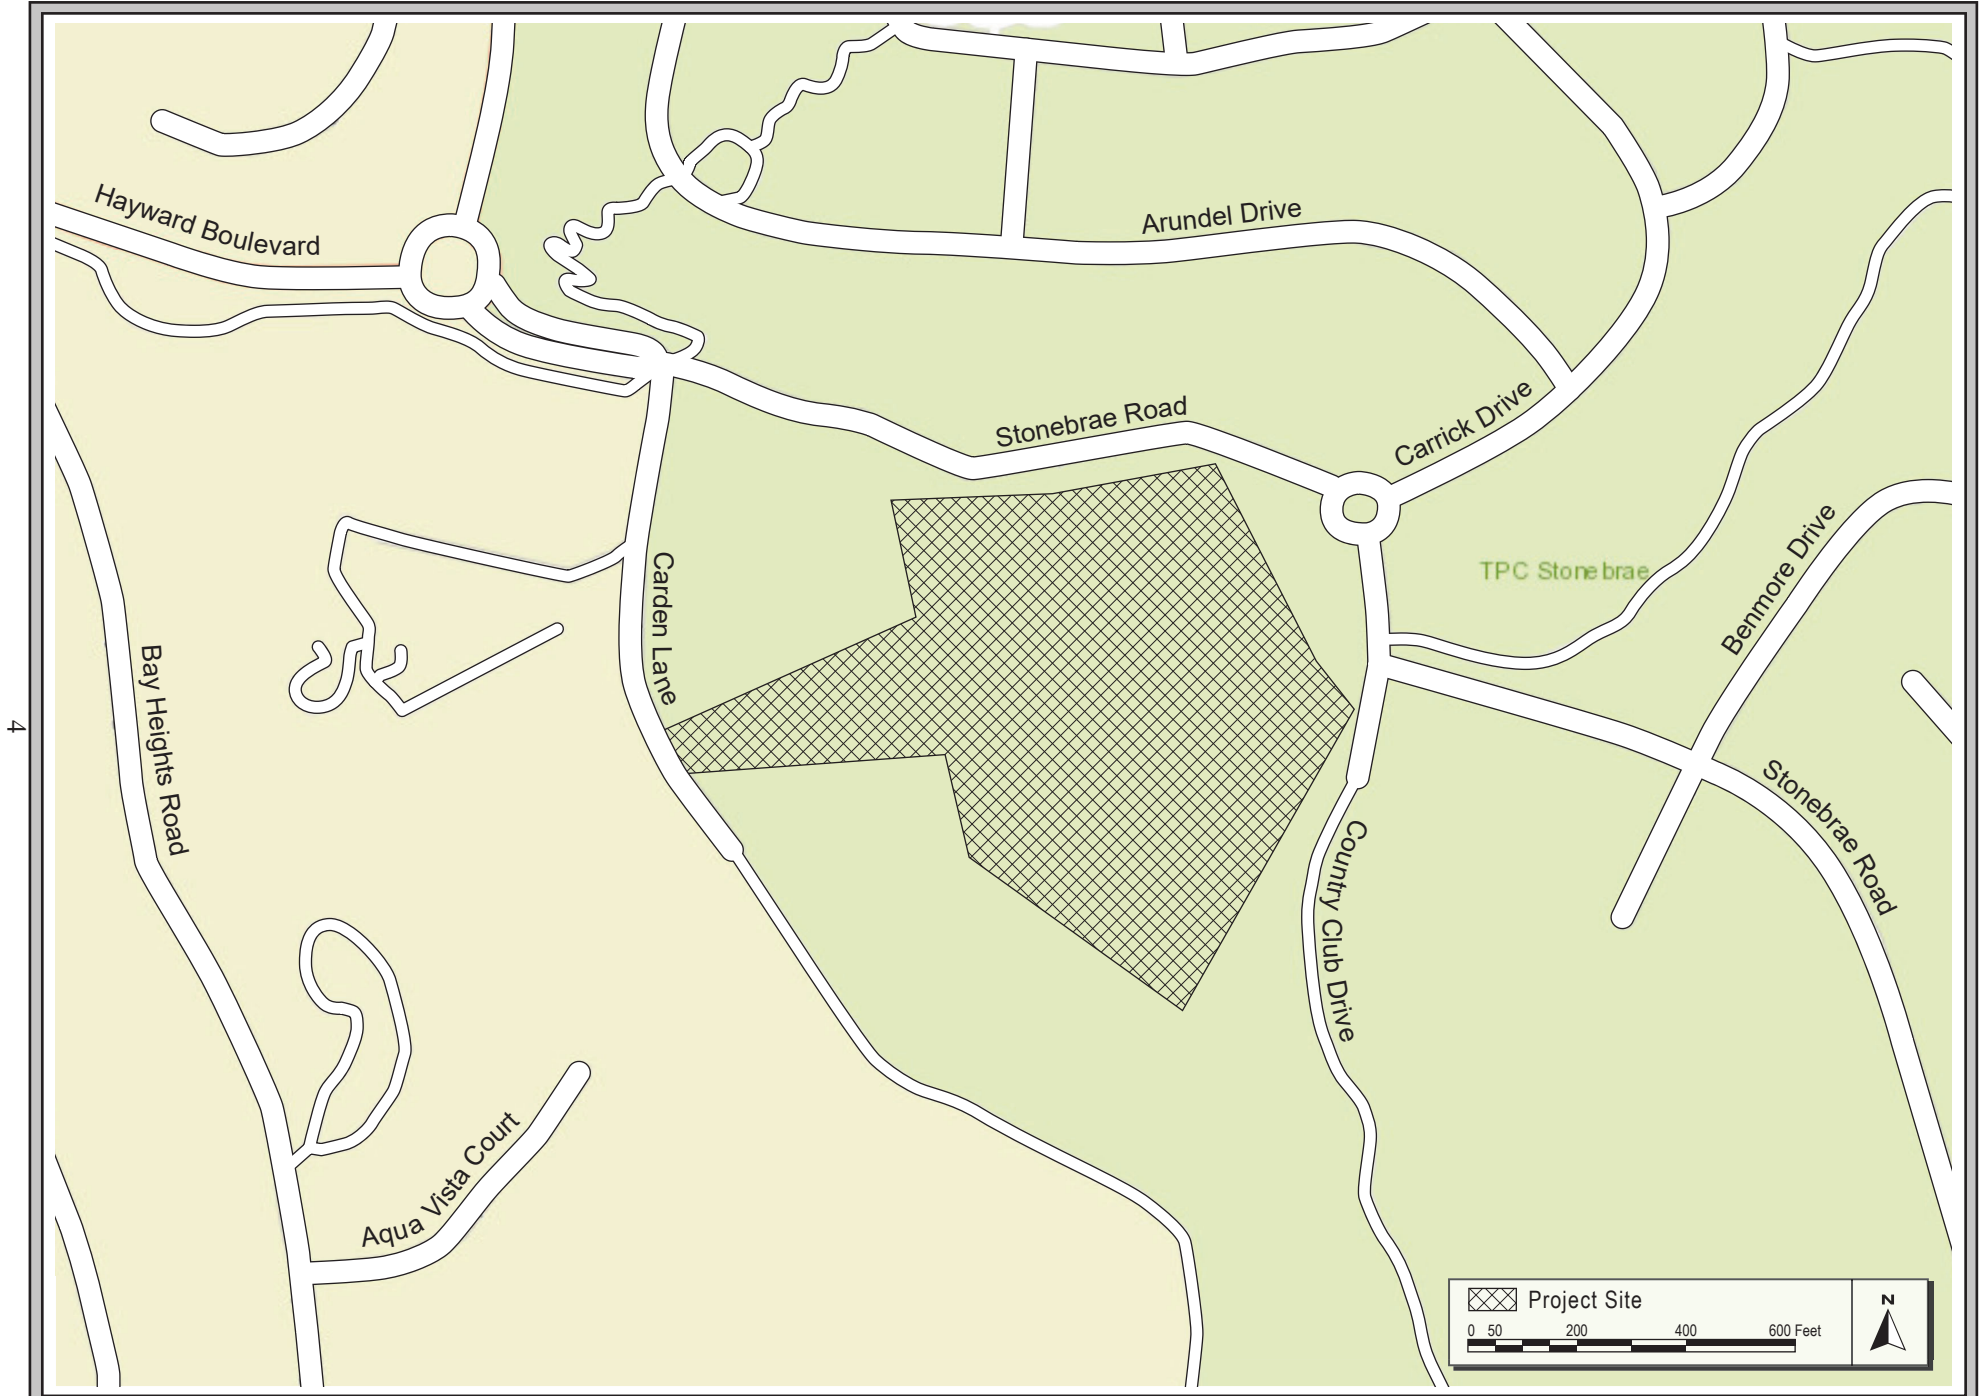 Hayward Boulevard
Arundel Drive
Stonebrae Road
Carrick Drive
Carden Lane
TPC Stonebrae
Benmore Drive
Bay Heights Road
4
Stonebrae Road
Country Club Drive
Aqua Vista Court
Project Site
N
0 50 200 400 600 Feet